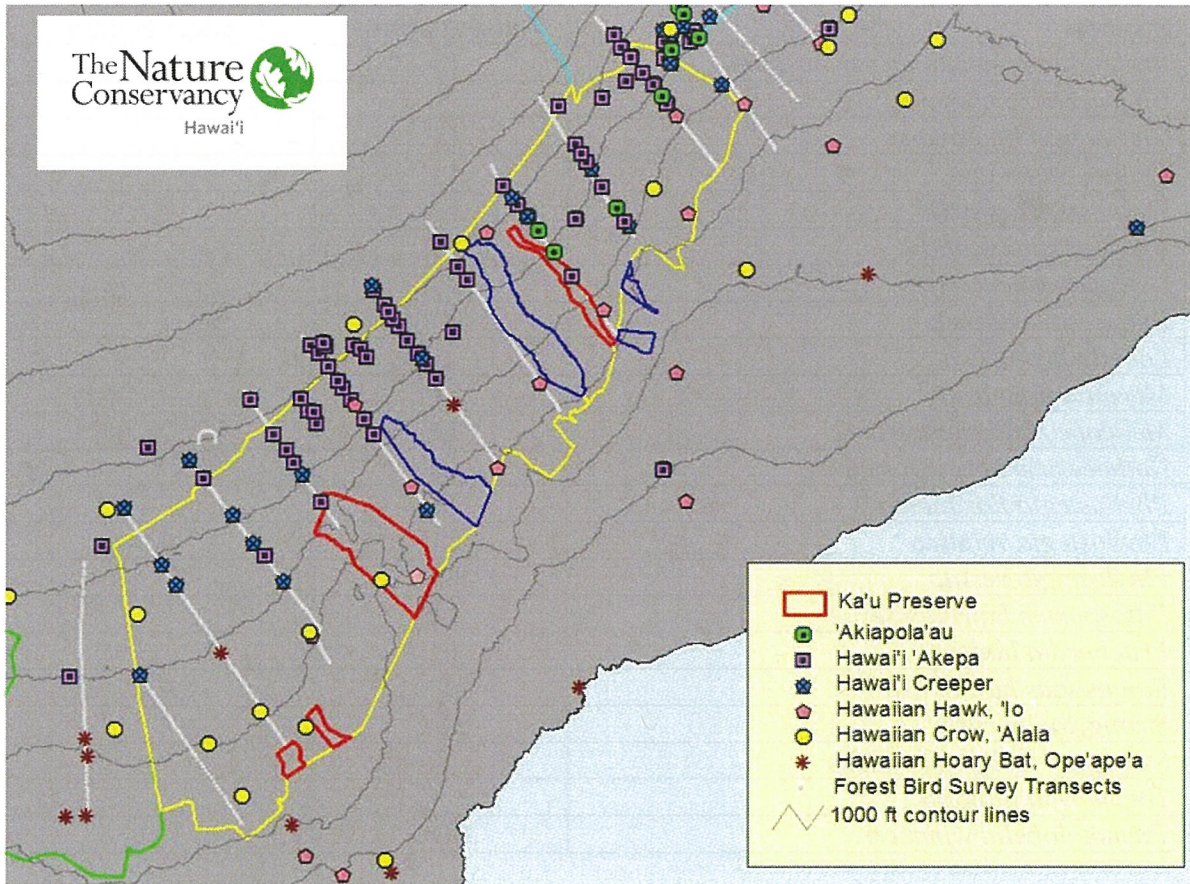 The Nature
Conservancy
Hawai'i
Ka'u Preserve
'Akiapola'au
Hawai'i 'Akepa
Hawai'i Creeper
Hawaiian Hawk, 'Io
Hawaiian Crow, 'Alala
Hawaiian Hoary Bat, Ope'ape'a
Forest Bird Survey Transects
1000 ft contour lines